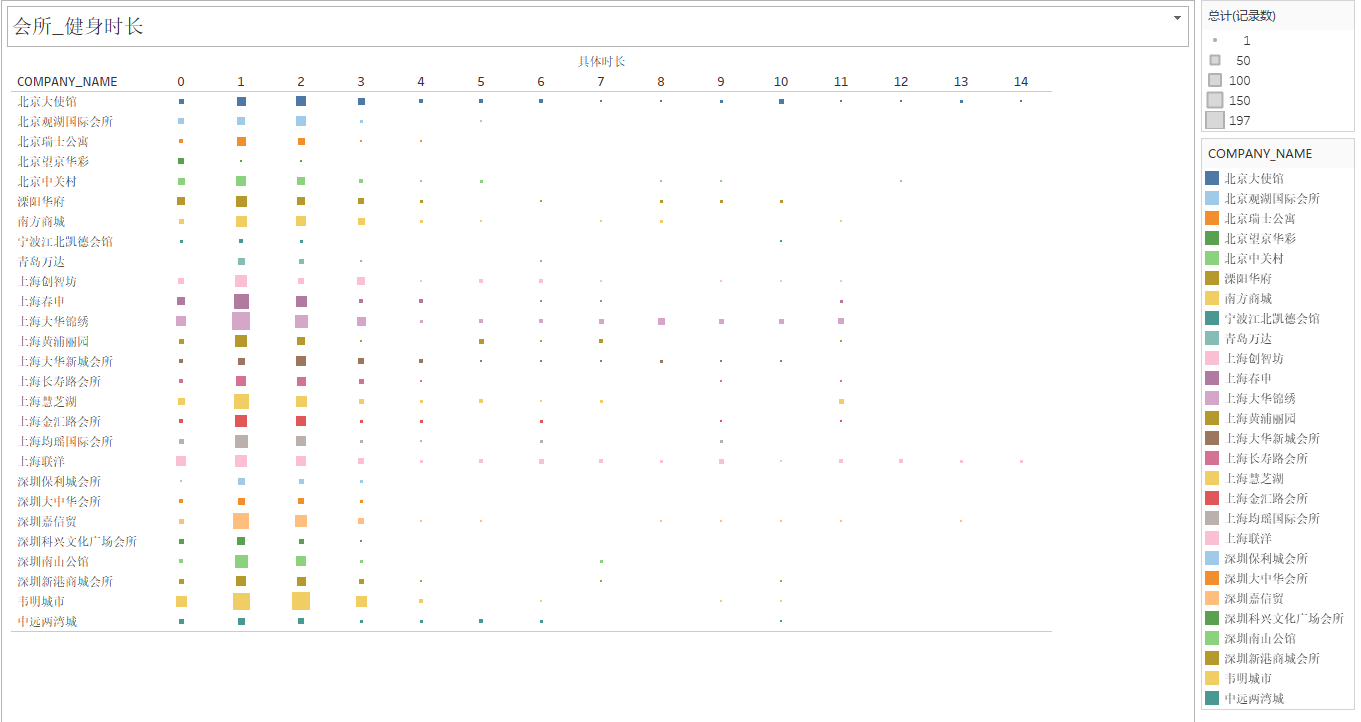 会所_健身时长
具体时长
COMPANY_NAME 0 1 2 3 4 5 6 7 8 9 10 11 12 13 14
北京大使馆
北京观湖国际会所
北京瑞士公寓
北京望京华彩
北京中关村
溧阳华府
南方商城
宁波江北凯德会馆
青岛万达
上海创智坊
上海春申
上海大华锦绣
上海黄浦丽园
上海大华新城会所
上海长寿路会所
上海慧芝湖
上海金汇路会所
上海均瑶国际会所
上海联洋
深圳保利城会所
深圳大中华会所
深圳嘉信贸
深圳科兴文化广场会所
深圳南山公馆
深圳新港商城会所
韦明城市
中远两湾城
总计(记录数)
1
50
100
150
197
COMPANY_NAME
北京大使馆
北京观湖国际会所
北京瑞士公寓
北京望京华彩
北京中关村
溧阳华府
南方商城
宁波江北凯德会馆
青岛万达
上海创智坊
上海春申
上海大华锦绣
上海黄浦丽园
上海大华新城会所
上海长寿路会所
上海慧芝湖
上海金汇路会所
上海均瑶国际会所
上海联洋
深圳保利城会所
深圳大中华会所
深圳嘉信贸
深圳科兴文化广场会所
深圳南山公馆
深圳新港商城会所
韦明城市
中远两湾城